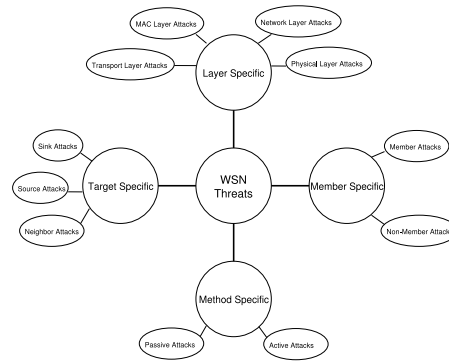 MAC Layer Attacks
Network Layer Attacks
Transport Layer Attacks
Layer Specific
Physical Layer Attacks
Sink Attacks
Source Attacks
Neighbor Attacks
Target Specific
WSN
Threats
Member Specific
Member Attacks
Non-Member Attack
Method Specific
Passive Attacks
Active Attacks